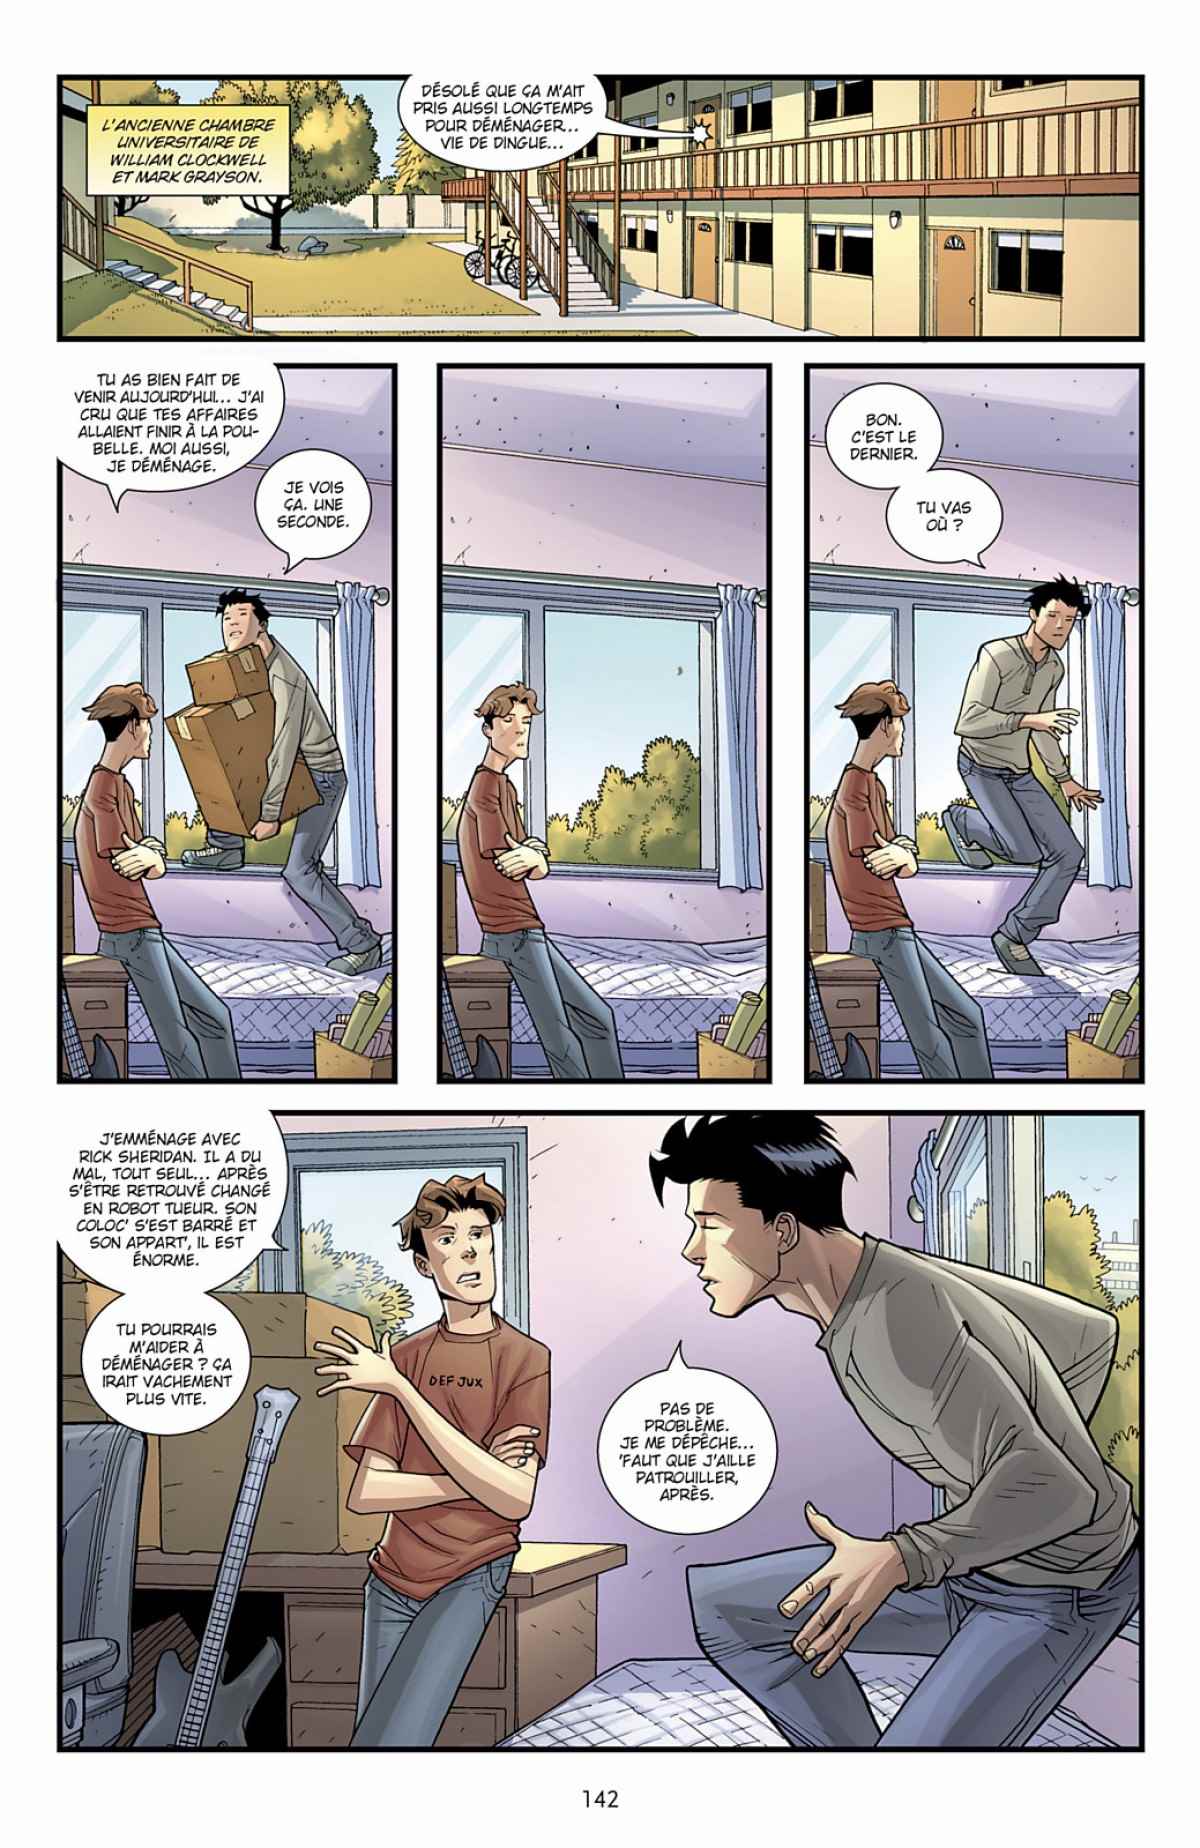 L'ANCIENNE CHAMBRE
UNIVERSITAIRE DE
WILLIAM CLOCKWELL
ET MARK GRAYSON.
DÉSOLÉ QUE ÇA M'AIT
PRIS AUSSI LONGTEMPS
POUR DÉMÉNAGER...
VIE DE DINGUE...
TU AS BIEN FAIT DE
VENIR AUJOURD'HUI... J'AI
CRU QUE TES AFFAIRES
ALLAIENT FINIR À LA POU-
BELLE. MOI AUSSI,
JE DÉMÉNAGE.
JE VOIS
ÇA. UNE
SECONDE.
BON.
C'EST LE
DERNIER.
TU VAS
OÙ ?
J'EMMÉNAGE AVEC
RICK SHERIDAN. IL A DU
MAL, TOUT SEUL... APRÈS
S'ÊTRE RETROUVÉ CHANGÉ
EN ROBOT TUEUR. SON
COLOC' S'EST BARRÉ ET
SON APPART', IL EST
ÉNORME.
TU POURRAIS
M'AIDER À
DÉMÉNAGER ? ÇA
IRAIT VACHEMENT
PLUS VITE.
DEF JUX
PAS DE
PROBLÈME.
JE ME DÉPÊCHE...
'FAUT QUE J'AILLE
PATROUILLER,
APRÈS.
142